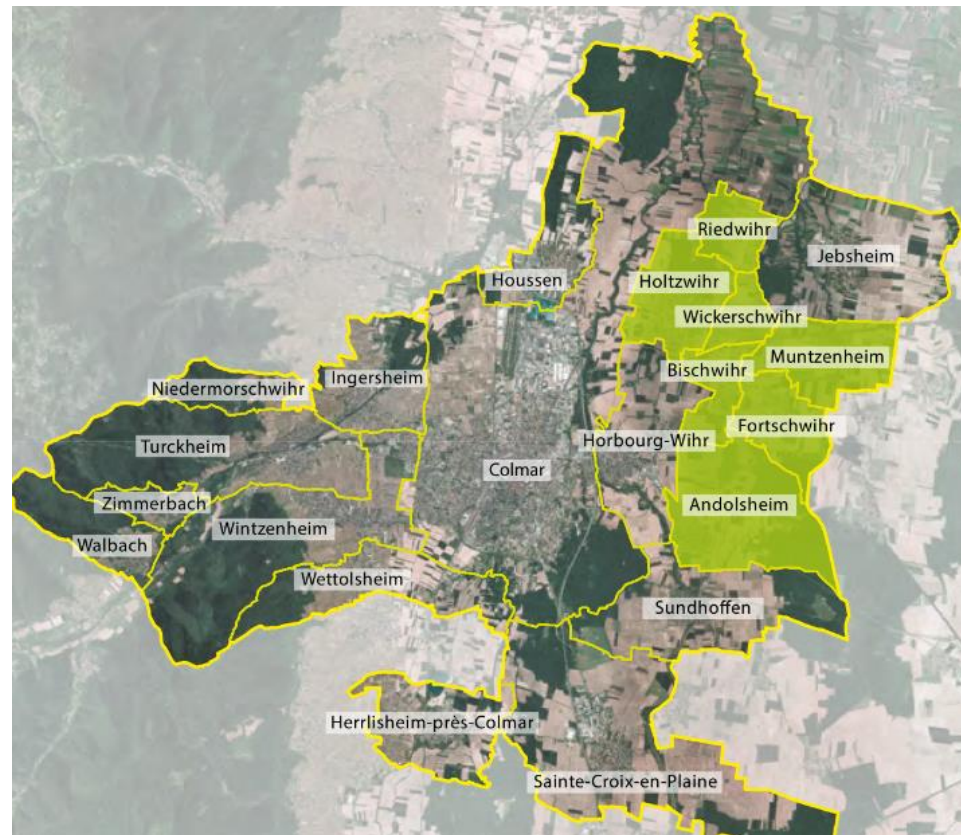 Riedwihr
Jebsheim
Houssen
Holtzwihr
Wickerschwihr
Muntzenheim
Bischwihr
Ingersheim
Niedermorschwihr
Fortschwihr
Turckheim
Horbourg-Wihr
Colmar
Andolsheim
Zimmerbach
Wintzenheim
Walbach
Wettolsheim
Sundhoffen
Herrlisheim-près-Colmar
Sainte-Croix-en-Plaine